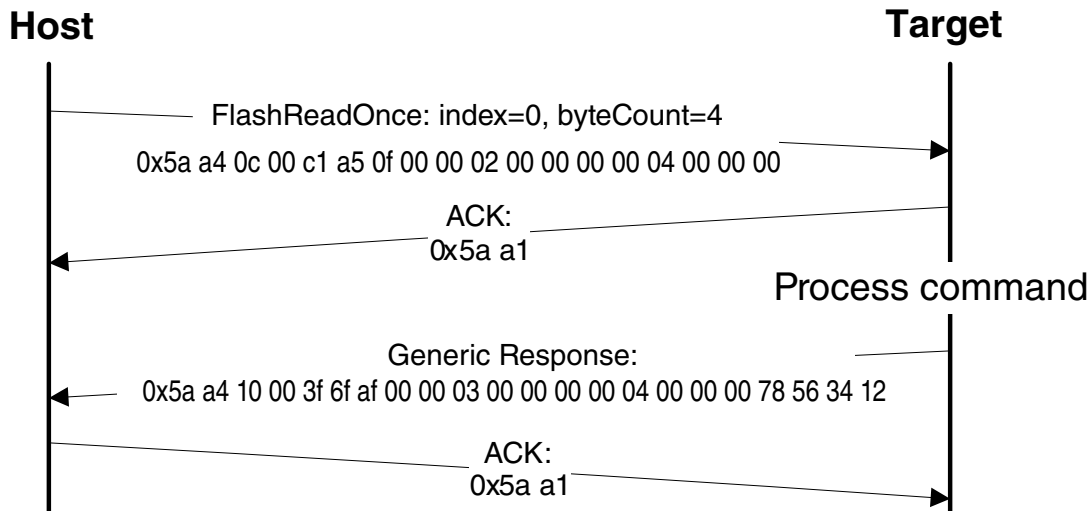 Host
Target
FlashReadOnce: index=0, byteCount=4
0x5a a4 0c 00 c1 a5 0f 00 00 02 00 00 00 00 04 00 00 00
ACK:
0x5a a1
Process command
Generic Response:
0x5a a4 10 00 3f 6f af 00 00 03 00 00 00 00 04 00 00 00 78 56 34 12
ACK:
0x5a a1